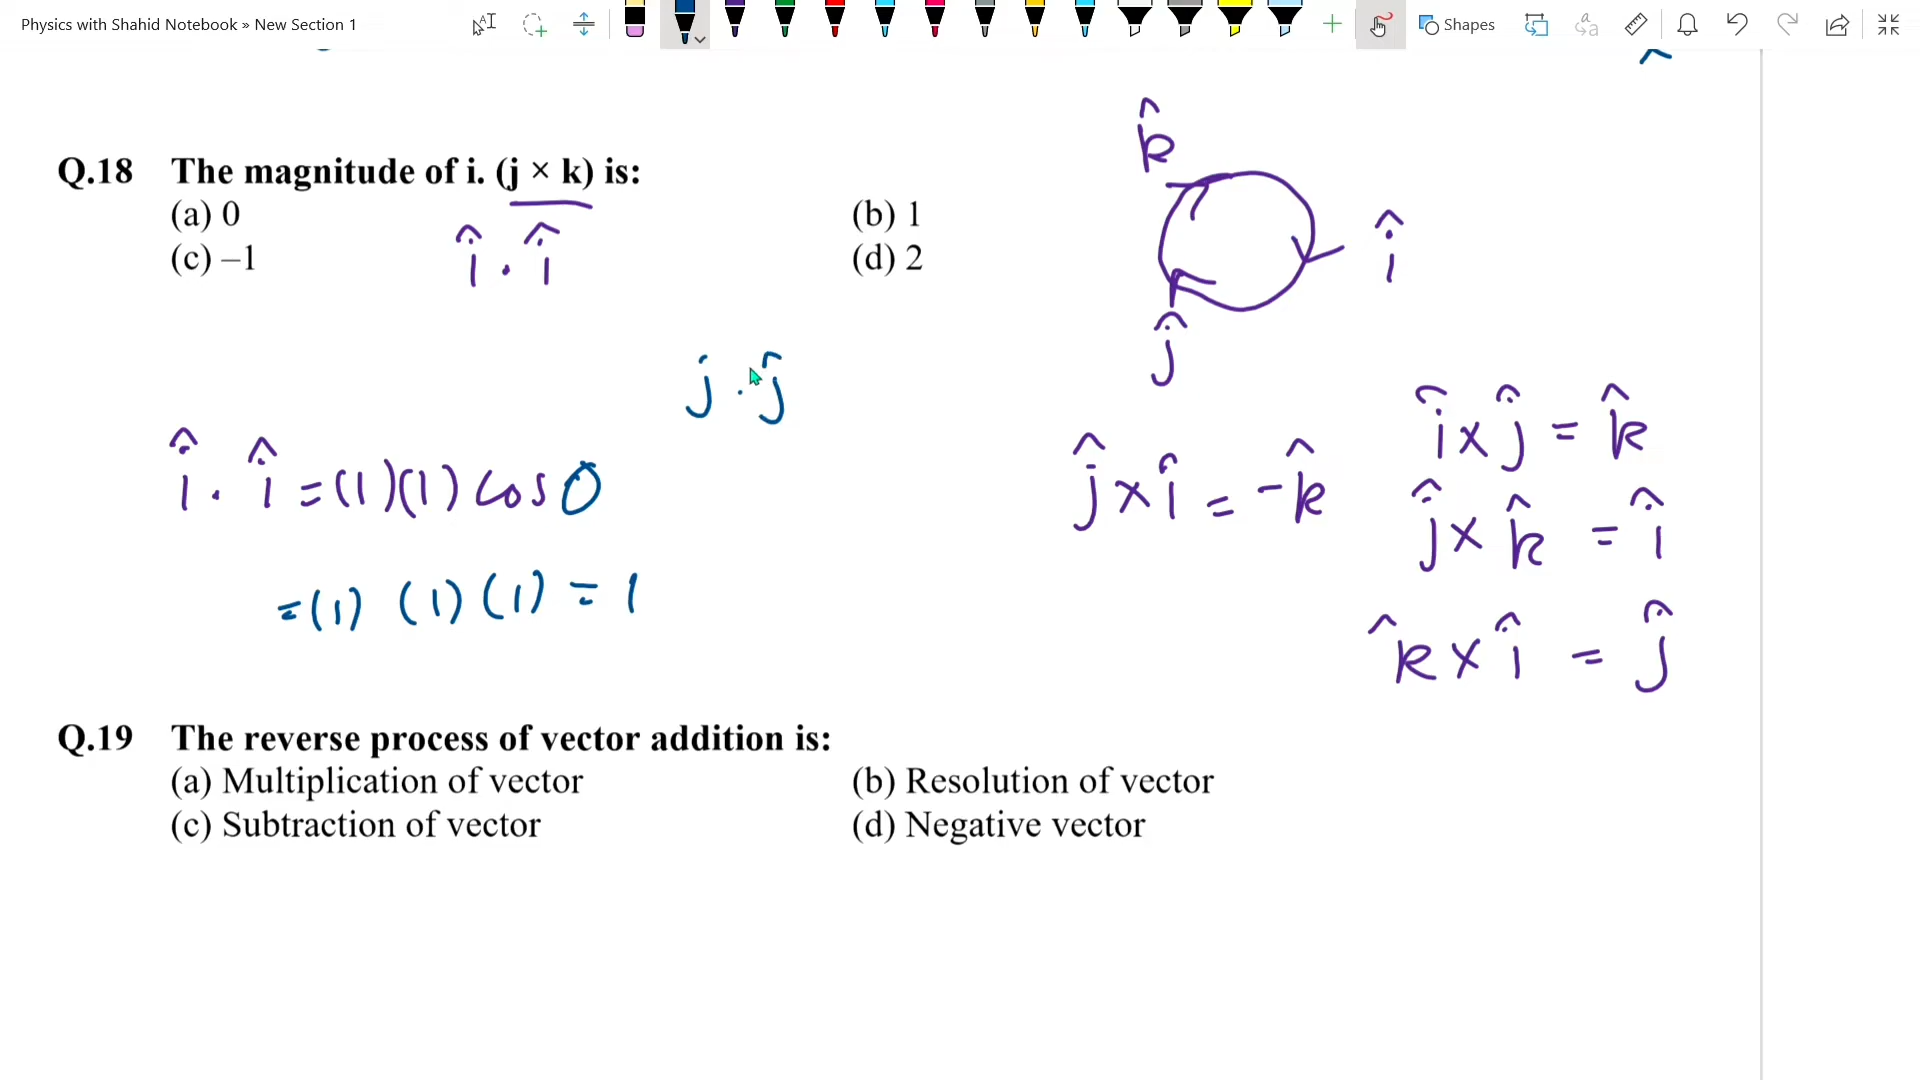 Physics with Shahid Notebook » New Section 1
Shapes
Q.18 The magnitude of i. (j × k) is:
(a) 0 (b) 1
(c) –1 (d) 2
î . î
k̂
î
ĵ
j . ĵ
î . î = (1)(1) cos 0
= (1) (1) (1) = 1
î x ĵ = k̂
ĵ x î = -k̂
ĵ x k̂ = î
k̂ x î = ĵ
Q.19 The reverse process of vector addition is:
(a) Multiplication of vector (b) Resolution of vector
(c) Subtraction of vector (d) Negative vector